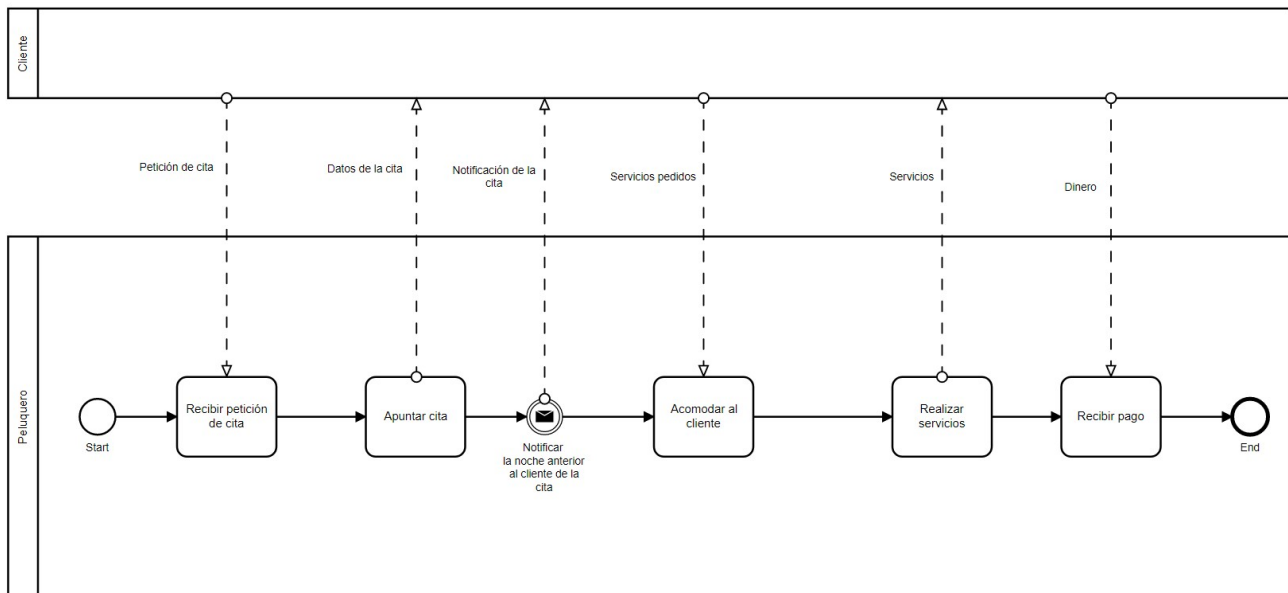 Cliente
Petición de cita
Datos de la cita
Notificación de la
cita
Servicios pedidos
Servicios
Dinero
Peluquero
Start
Recibir petición
de cita
Apuntar cita
Notificar
la noche anterior
al cliente de la
cita
Acomodar al
cliente
Realizar
servicios
Recibir pago
End